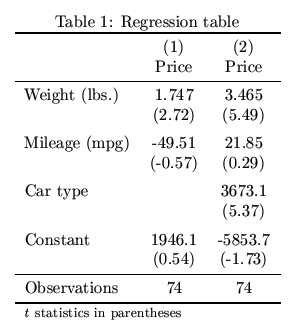 Table 1: Regression table
(1) (2)
Price Price
Weight (lbs.) 1.747 3.465
(2.72) (5.49)
Mileage (mpg) -49.51 21.85
(-0.57) (0.29)
Car type 3673.1
(5.37)
Constant 1946.1 -5853.7
(0.54) (-1.73)
Observations 74 74
t statistics in parentheses